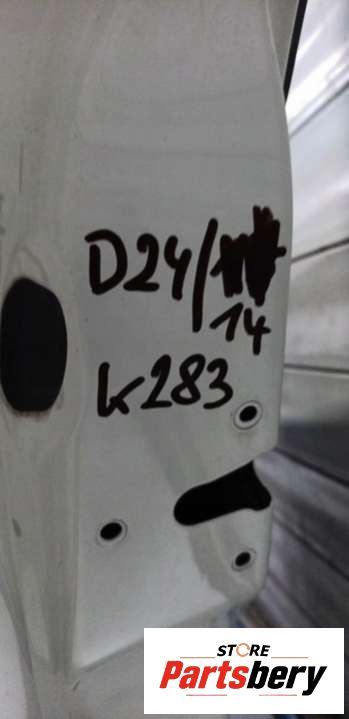 D24/
14
k283
STORE
Partsbery